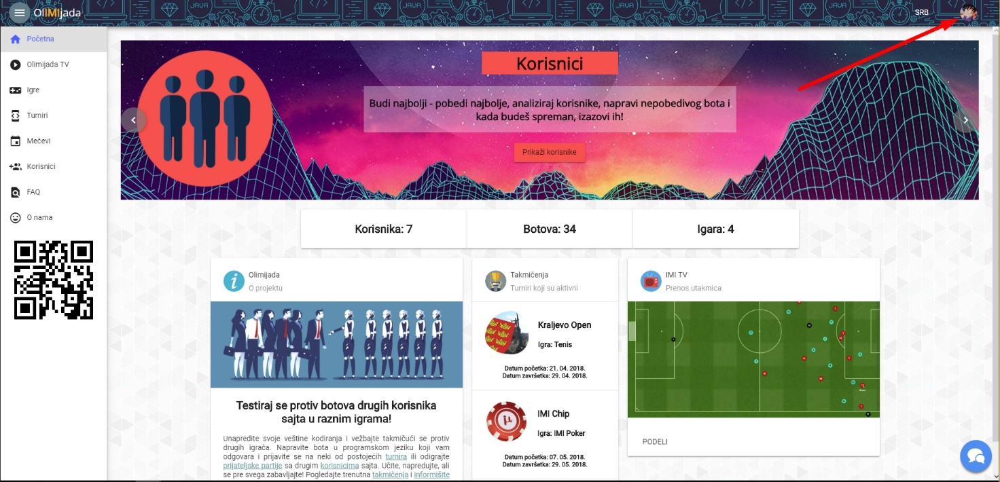 OlIMIjada
SRB
Početna
Olimijada TV
Igre
Turniri
Mečevi
Korisnici
FAQ
O nama
Korisnici
Budi najbolji - pobedi najbolje, analiziraj korisnike, napravi nepobedivog bota i
kada budeš spreman, izazovi ih!
Prikaži korisnike
Korisnika: 7
Botova: 34
Igara: 4
Olimijada
O projektu
Testiraj se protiv botova drugih korisnika
sajta u raznim igrama!
Unapredite svoje veštine kodiranja i vežbajte takmičući se protiv
drugih igrača. Napravite bota u programskom jeziku koji vam
odgovara i prijavite se na neki od postojećih turnira ili odigrajte
prijateljske partije sa drugim korisnicima sajta. Učite, napredujte, ali
se pre svega zabavljajte! Pogledajte trenutna takmičenja i informišite
Takmičenja
Turniri koji su aktivni
Kraljevo Open
Igra: Tenis
Datum početka: 21. 04. 2018.
Datum završetka: 29. 04. 2018.
IMI Chip
Igra: IMI Poker
Datum početka: 07. 05. 2018.
Datum završetka: 29. 05. 2018.
IMI TV
Prenos utakmica
PODELI